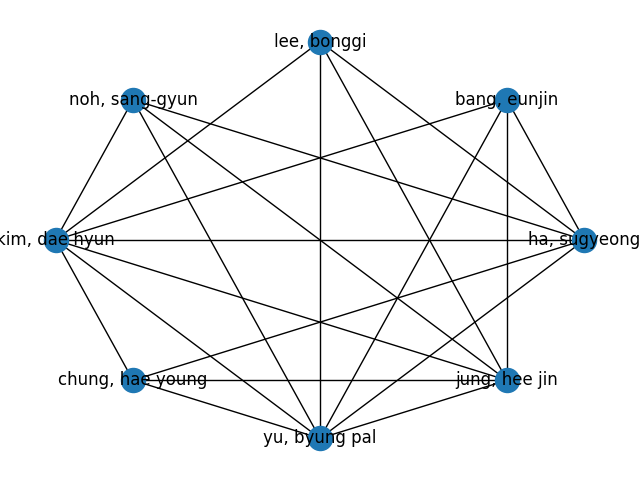 lee, bonggi
noh, sang-gyun
bang, eunjin
kim, dae hyun
ha, sugyeong
chung, hae young
jung, hee jin
yu, byung pal